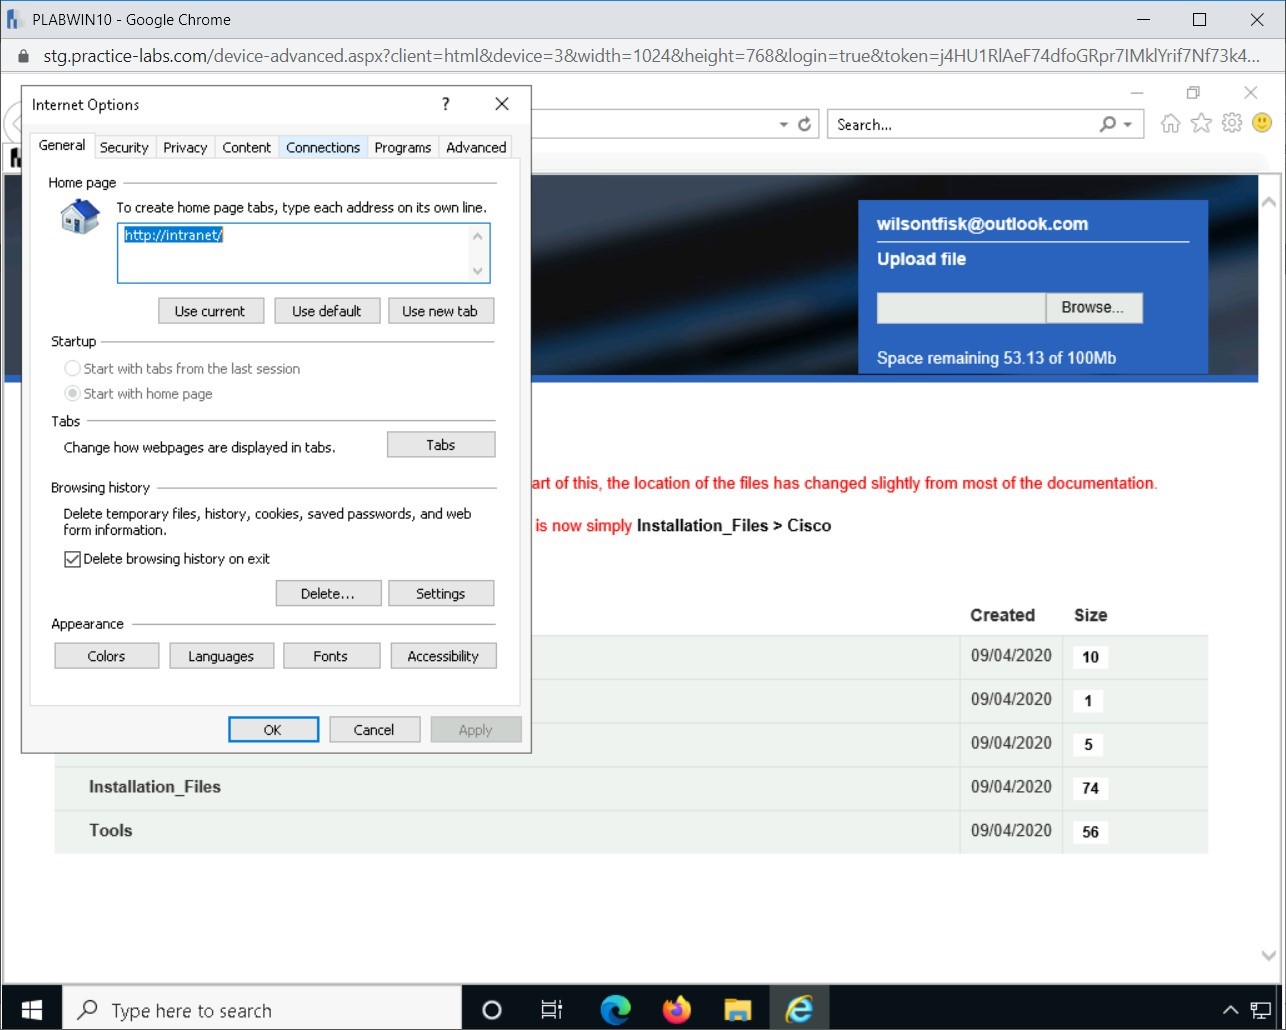 PLABWIN10 - Google Chrome
stg.practice-labs.com/device-advanced.aspx?client=html&device=3&width=1024&height=768&login=true&token=j4HU1RlAeF74dfoGRpr7IMklYrif7Nf73k4...
Internet Options
?
Search...
General Security Privacy Content Connections Programs Advanced
Home page
To create home page tabs, type each address on its own line.
http://intranet/
Use current Use default Use new tab
Startup
Start with tabs from the last session
Start with home page
Tabs
Change how webpages are displayed in tabs.
Tabs
Browsing history
Delete temporary files, history, cookies, saved passwords, and web
form information.
Delete browsing history on exit
Delete... Settings
Appearance
Colors Languages Fonts Accessibility
OK Cancel Apply
wilsontfisk@outlook.com
Upload file
Browse...
Space remaining 53.13 of 100Mb
art of this, the location of the files has changed slightly from most of the documentation.
is now simply Installation_Files > Cisco
Created Size
09/04/2020 10
09/04/2020 1
09/04/2020 5
Installation_Files 09/04/2020 74
Tools 09/04/2020 56
Type here to search